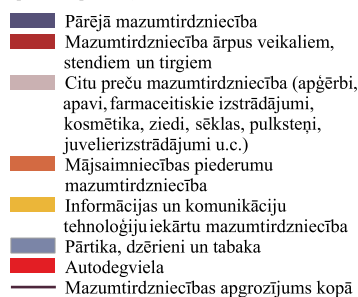 Pārējā mazumtirdzniecība
Mazumtirdzniecība ārpus veikaliem,
stendiem un tirgiem
Citu preču mazumtirdzniecība (apģērbi,
apavi, farmaceitiskie izstrādājumi,
kosmētika, ziedi, sēklas, pulksteņi,
juvelierizstrādājumi u.c.)
Mājsaimniecības piederumu
mazumtirdzniecība
Informācijas un komunikāciju
tehnoloģiju iekārtu mazumtirdzniecība
Pārtika, dzērieni un tabaka
Autodegviela
Mazumtirdzniecības apgrozījums kopā